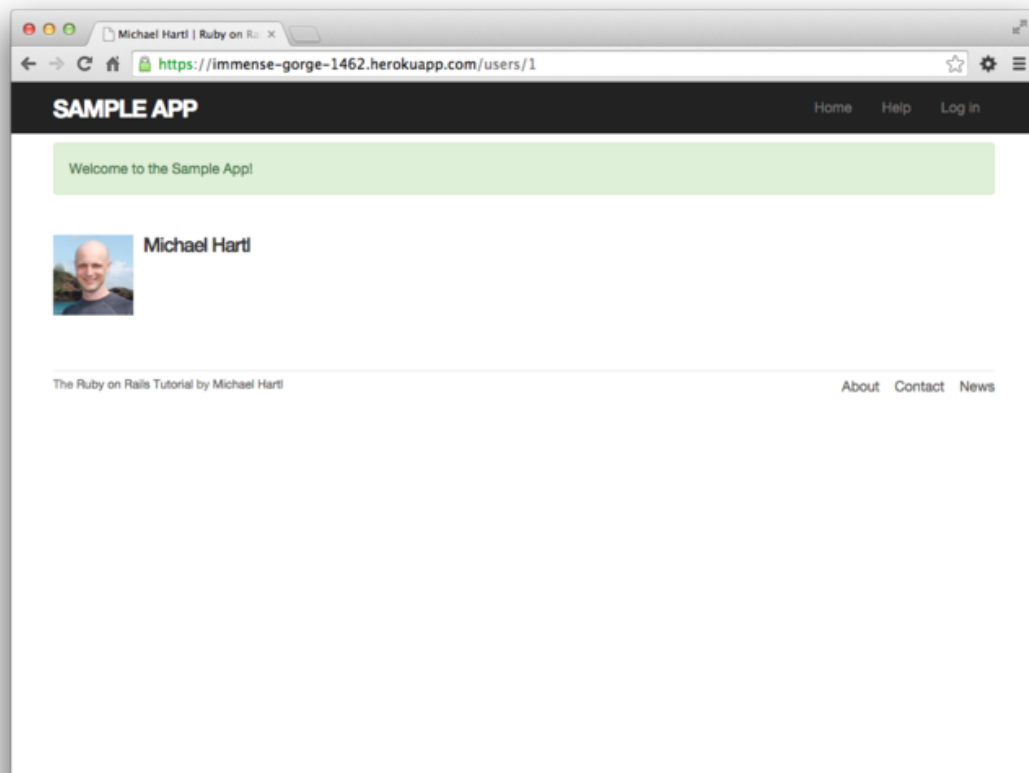 Michael Hartl | Ruby on Ra
https://immense-gorge-1462.herokuapp.com/users/1
SAMPLE APP Home Help Log in
Welcome to the Sample App!
Michael Hartl
The Ruby on Rails Tutorial by Michael Hartl About Contact News